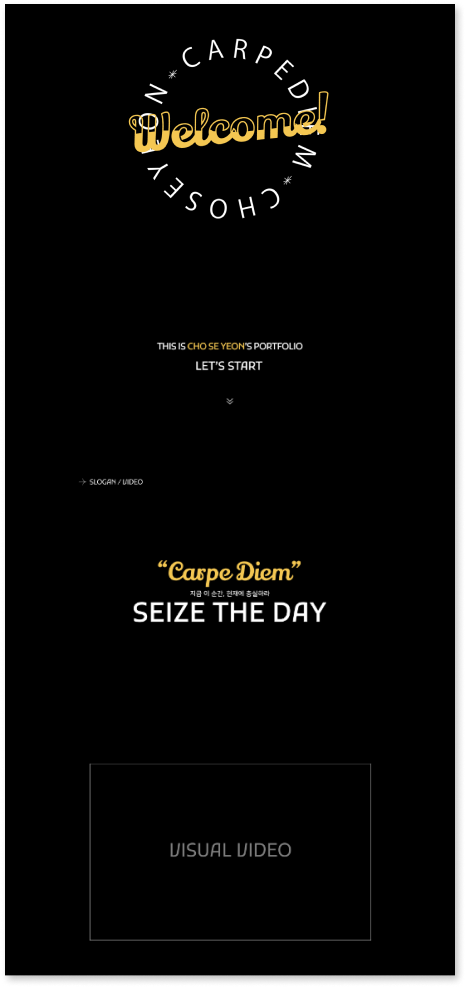 CARPEDIEM * CHOSEYEON *
Welcome!
THIS IS CHO SE YEON'S PORTFOLIO
LET'S START
SLOGAN / VIDEO
“Carpe Diem”
지금 이 순간, 현재에 충실하라
SEIZE THE DAY
VISUAL VIDEO